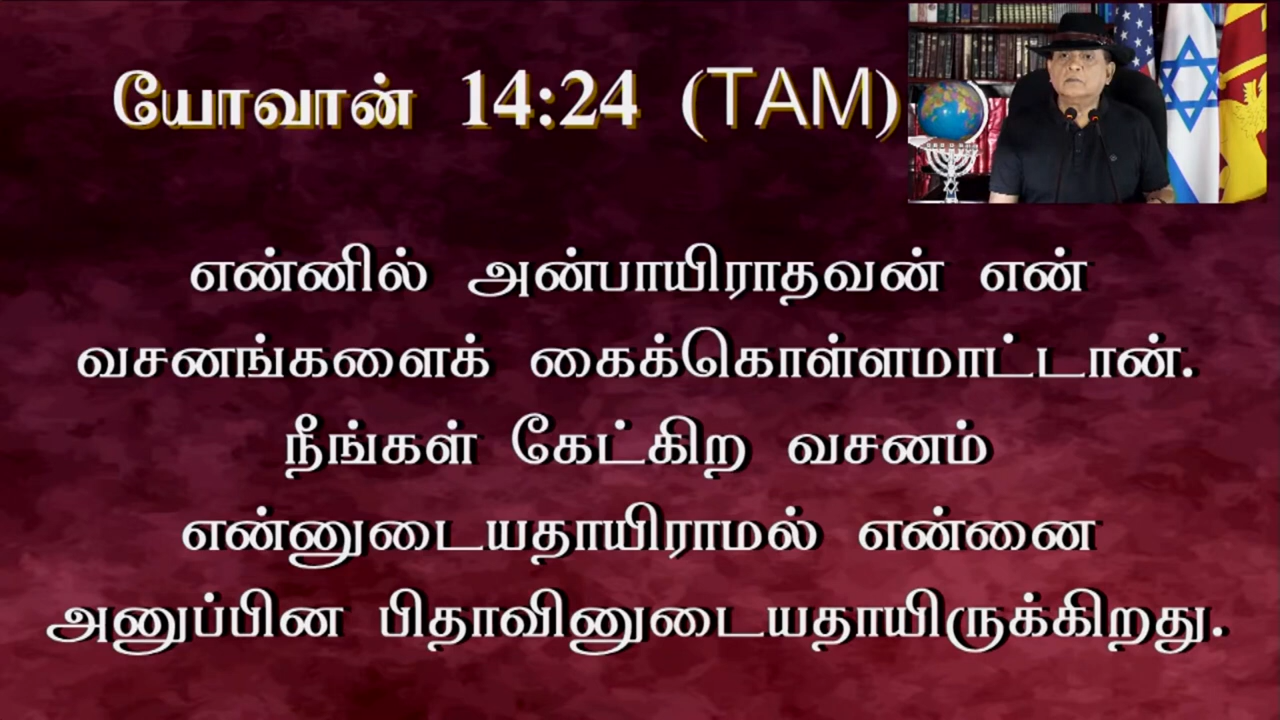 யோவான் 14:24 (TAM)
என்னில் அன்பாயிராதவன் என்
வசனங்களைக் கைக்கொள்ளமாட்டான்.
நீங்கள் கேட்கிற வசனம்
என்னுடையதாயிராமல் என்னை
அனுப்பின பிதாவினுடையதாயிருக்கிறது.